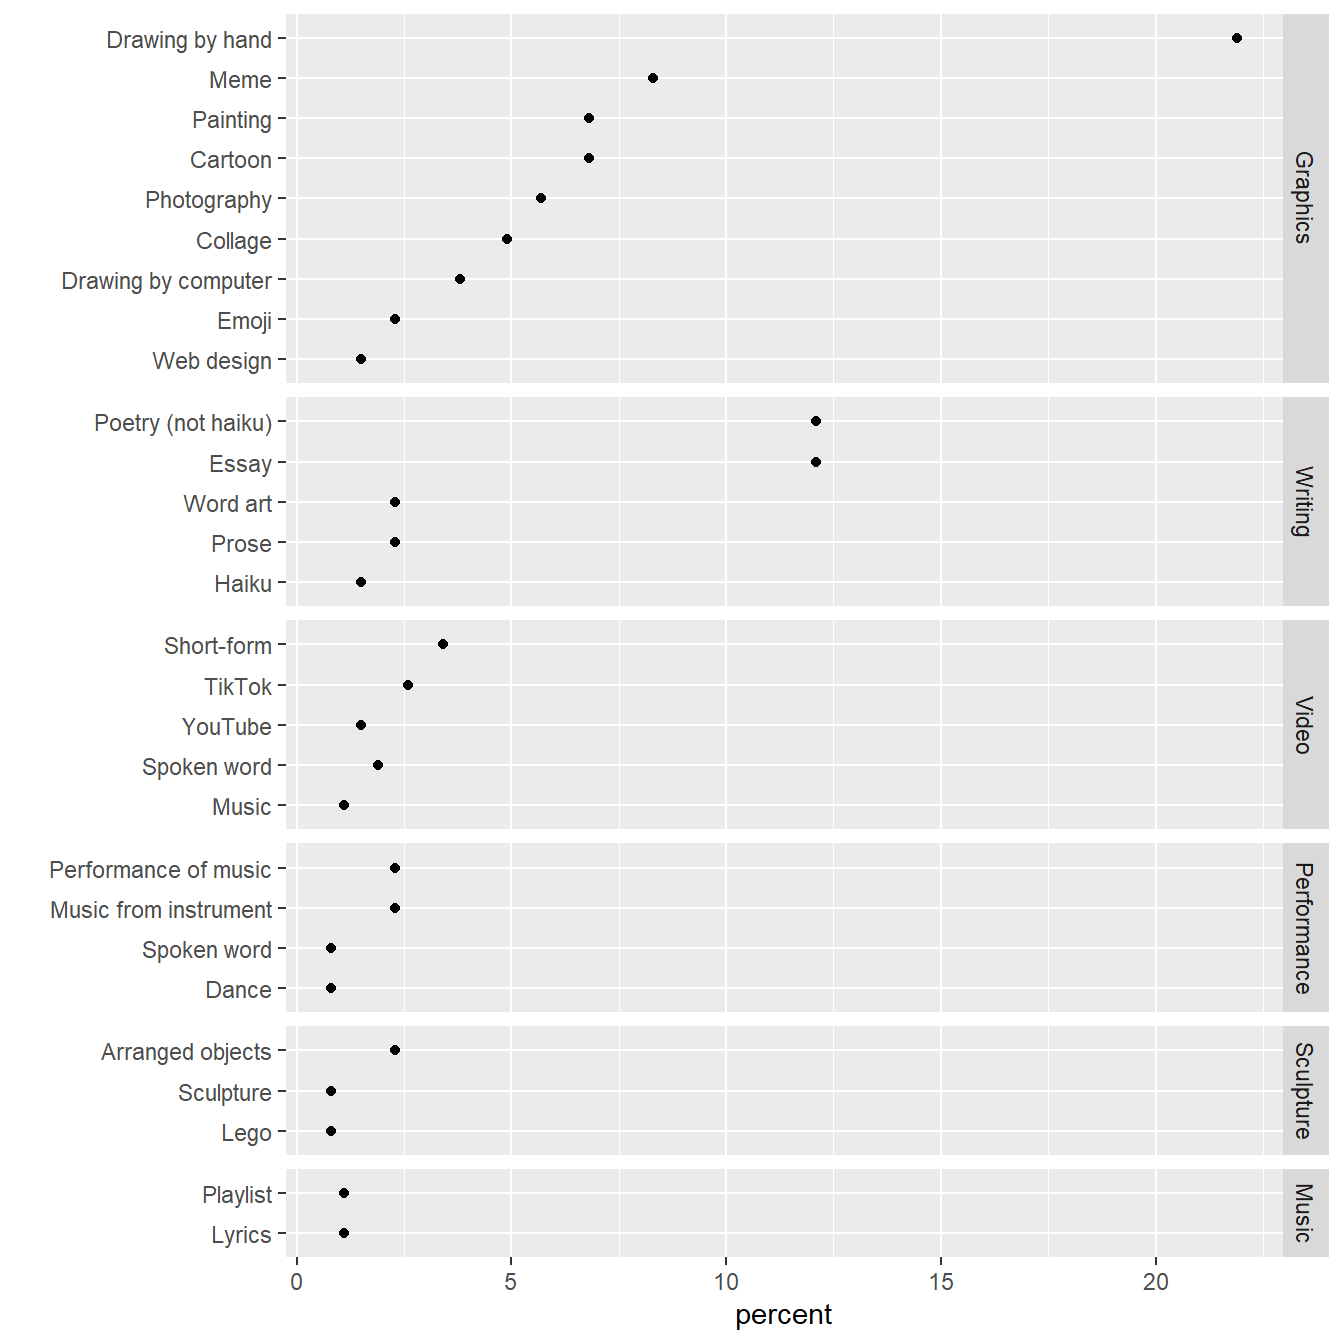 Drawing by hand
Meme
Painting
Cartoon
Photography
Collage
Drawing by computer
Emoji
Web design
Graphics
Poetry (not haiku)
Essay
Word art
Prose
Haiku
Writing
Short-form
TikTok
YouTube
Spoken word
Music
Video
Performance of music
Music from instrument
Spoken word
Dance
Performance
Arranged objects
Sculpture
Lego
Sculpture
Playlist
Lyrics
Music
0 5 10 15 20
percent